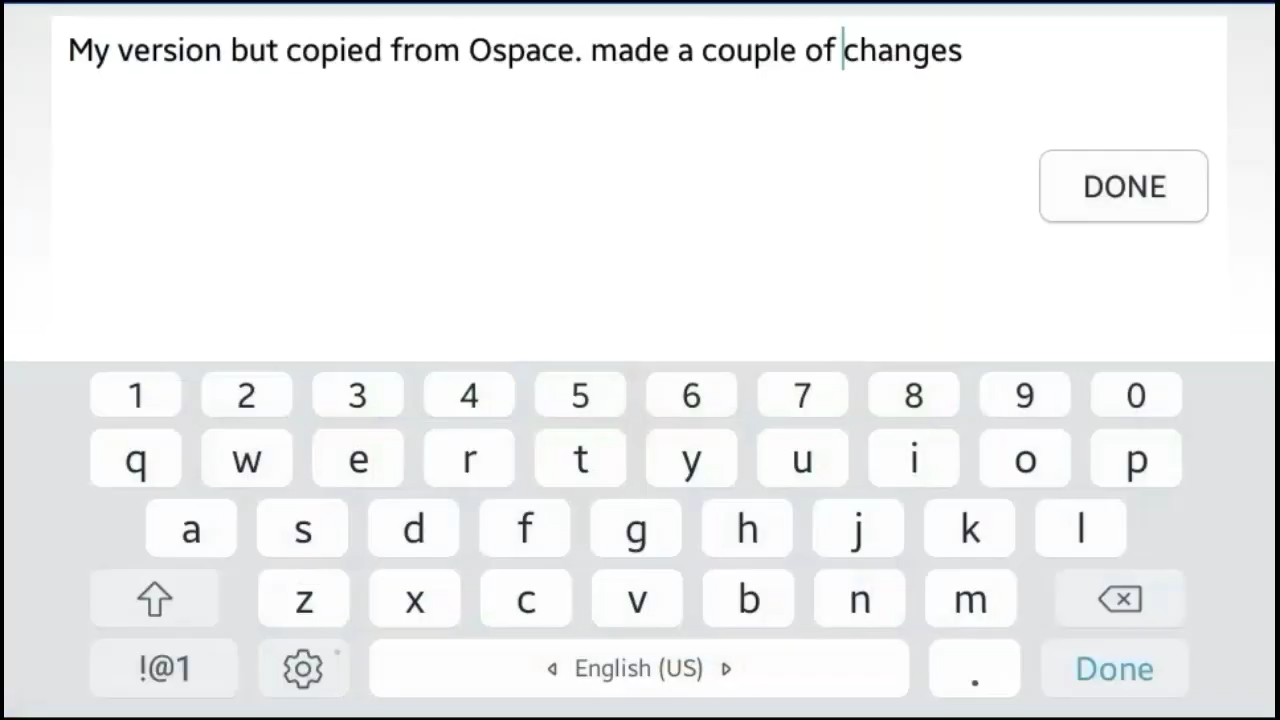 My version but copied from Ospace. made a couple of changes
DONE
1 2 3 4 5 6 7 8 9 0
q w e r t y u i o p
a s d f g h j k l
z x c v b n m
!@1 English (US) . Done